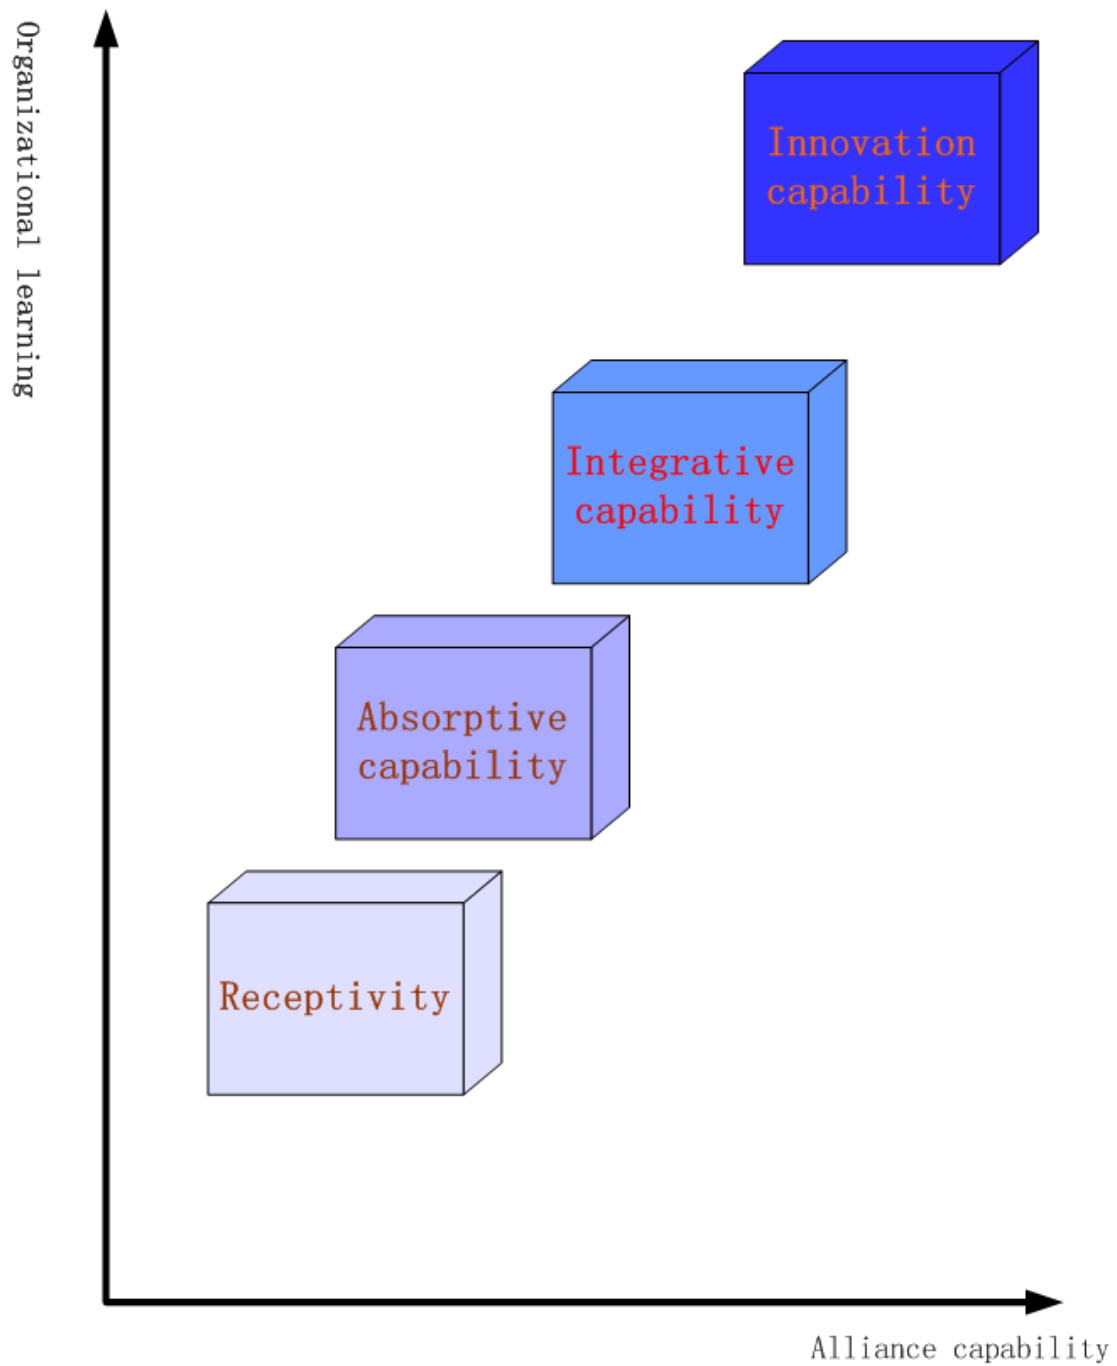 Organizational learning
Innovation
capability
Integrative
capability
Absorptive
capability
Receptivity
Alliance capability